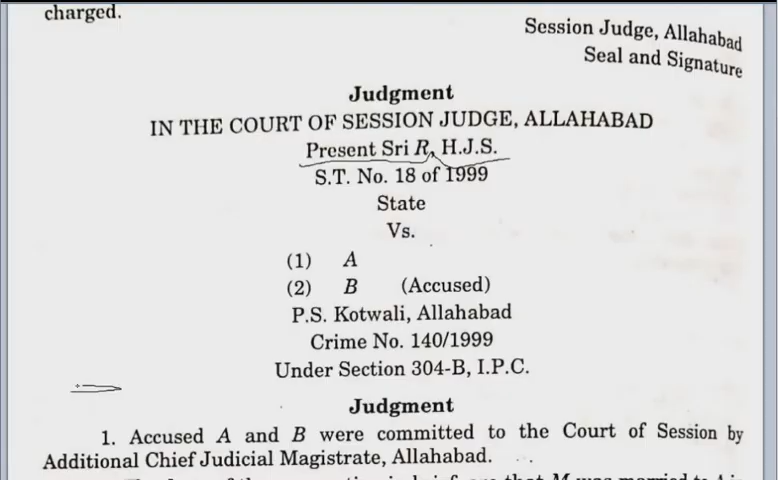 charged.
Session Judge, Allahabad
Seal and Signature
Judgment
IN THE COURT OF SESSION JUDGE, ALLAHABAD
Present Sri R, H.J.S.
S.T. No. 18 of 1999
State
Vs.
(1) A
(2) B (Accused)
P.S. Kotwali, Allahabad
Crime No. 140/1999
Under Section 304-B, I.P.C.
Judgment
1. Accused A and B were committed to the Court of Session by
Additional Chief Judicial Magistrate, Allahabad.